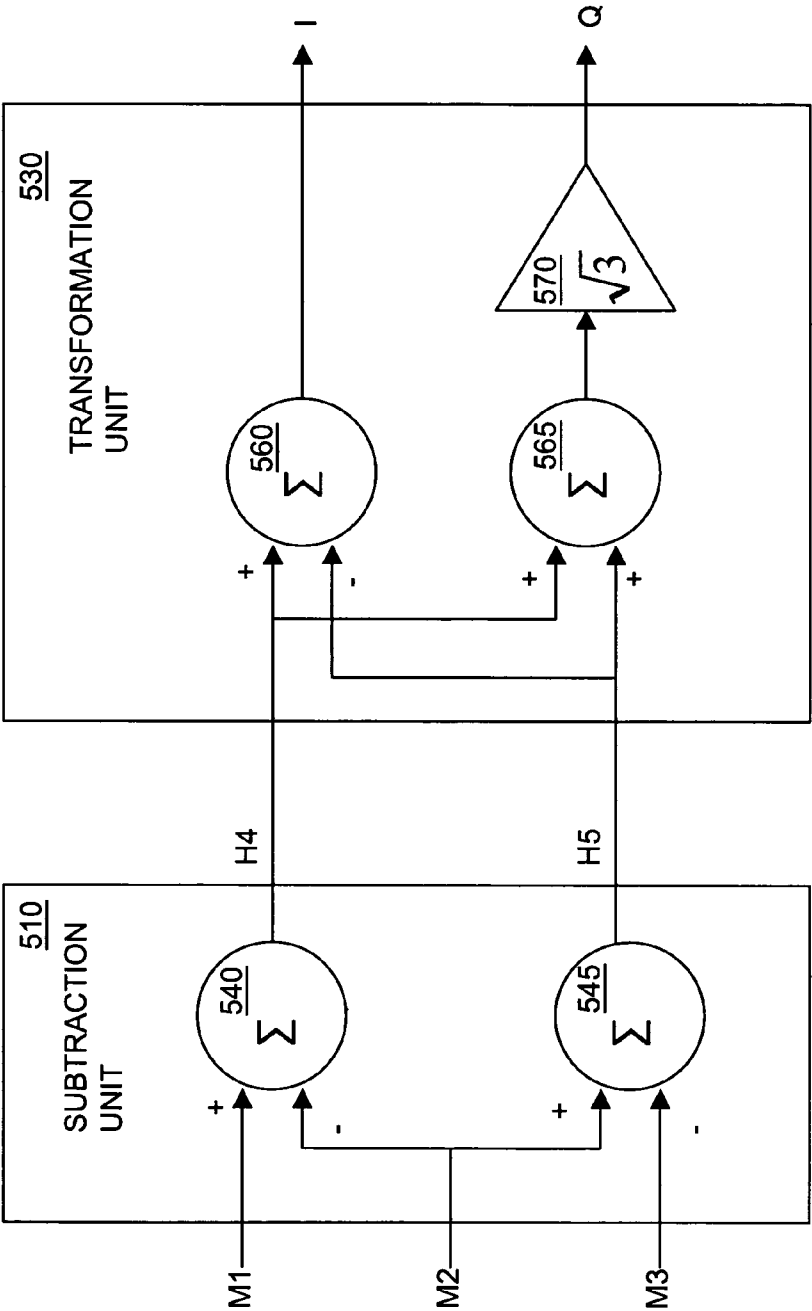 510
SUBTRACTION
UNIT
M1
+
-
540
Σ
H4
M2
+
-
545
Σ
H5
M3
530
TRANSFORMATION
UNIT
+
-
560
Σ
I
+
+
565
Σ
570
√3
Q